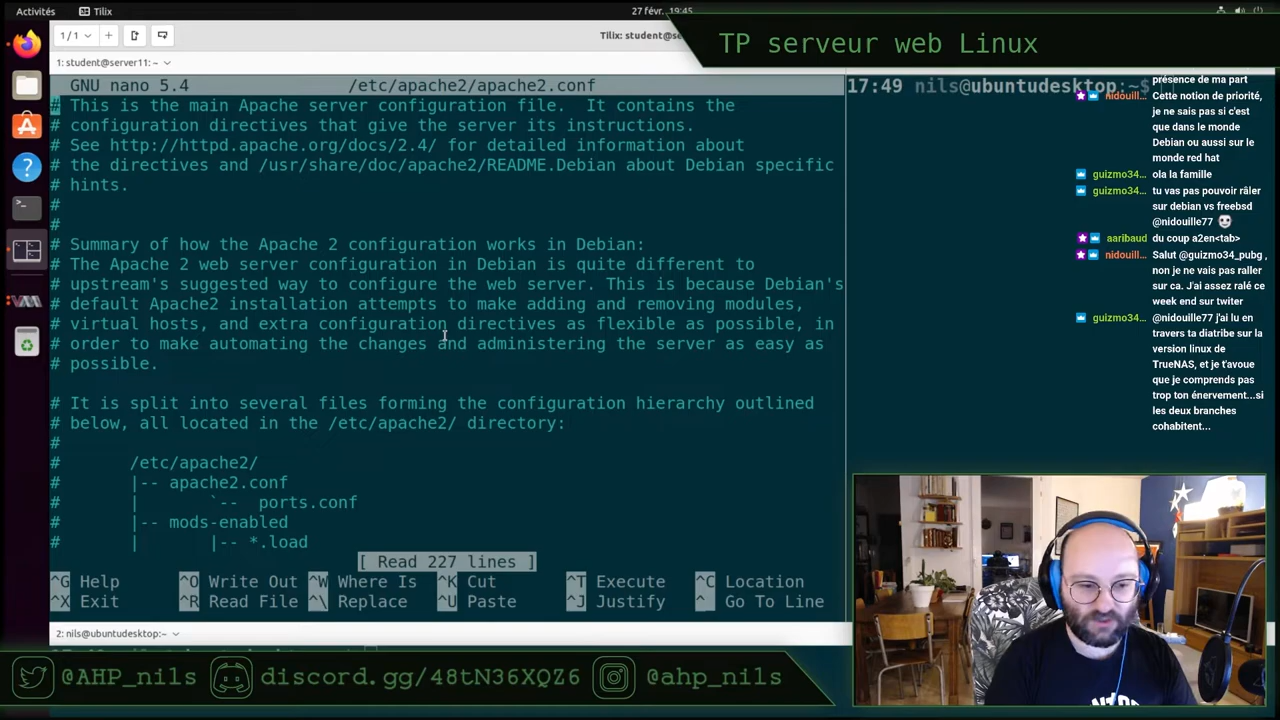 Activités
Tilix
27 févr. 19:45
1 / 1
Tilix: student@se
TP serveur web Linux
1: student@server11: ~
GNU nano 5.4 /etc/apache2/apache2.conf
# This is the main Apache server configuration file.  It contains the
# configuration directives that give the server its instructions.
# See http://httpd.apache.org/docs/2.4/ for detailed information about
# the directives and /usr/share/doc/apache2/README.Debian about Debian specific
# hints.
#
#
# Summary of how the Apache 2 configuration works in Debian:
# The Apache 2 web server configuration in Debian is quite different to
# upstream's suggested way to configure the web server. This is because Debian's
# default Apache2 installation attempts to make adding and removing modules,
# virtual hosts, and extra configuration directives as flexible as possible, in
# order to make automating the changes and administering the server as easy as
# possible.
# It is split into several files forming the configuration hierarchy outlined
# below, all located in the /etc/apache2/ directory:
#
#       /etc/apache2/
#       |-- apache2.conf
#       |       `--  ports.conf
#       |-- mods-enabled
#       |       |-- *.load
[ Read 227 lines ]
^G Help ^O Write Out ^W Where Is ^K Cut ^T Execute ^C Location
^X Exit ^R Read File ^\ Replace ^U Paste ^J Justify ^_ Go To Line
2: nils@ubuntudesktop:~
17:49 nils@ubuntudesktop:~$
présence de ma part
nidouill... Cette notion de priorité,
je ne sais pas si c'est
que dans le monde
Debian ou aussi sur le
monde red hat
guizmo34... ola la famille
guizmo34... tu vas pas pouvoir râler
sur debian vs freebsd
@nidouille77
aaribaud du coup a2en<tab>
nidouill... Salut @guizmo34_pubg ,
non je ne vais pas raller
sur ca. J'ai assez ralé ce
week end sur twiter
guizmo34... @nidouille77 j'ai lu en
travers ta diatribe sur la
version linux de
TrueNAS, et je t'avoue
que je comprends pas
trop ton énervement...si
les deux branches
cohabitent...
@AHP_nils
discord.gg/48tN36XQZ6
@ahp_nils